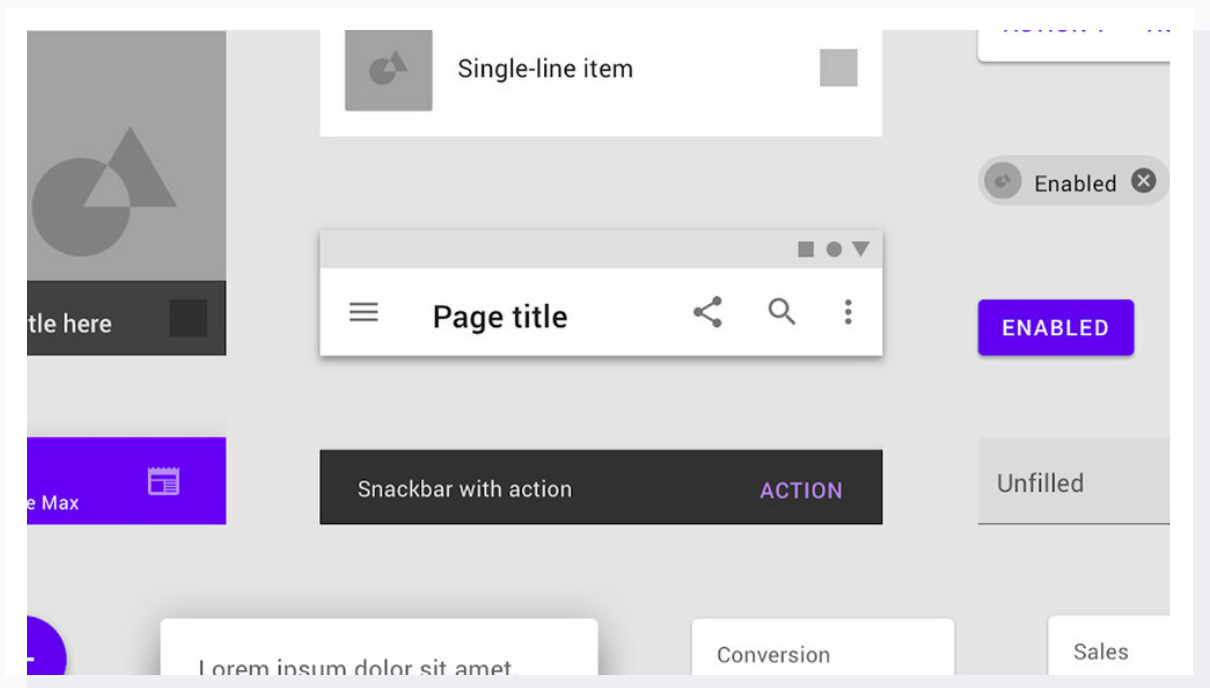 Single-line item
Enabled
tle here
Page title
ENABLED
e Max
Snackbar with action
ACTION
Unfilled
Lorem ipsum dolor sit amet,
Conversion
Sales